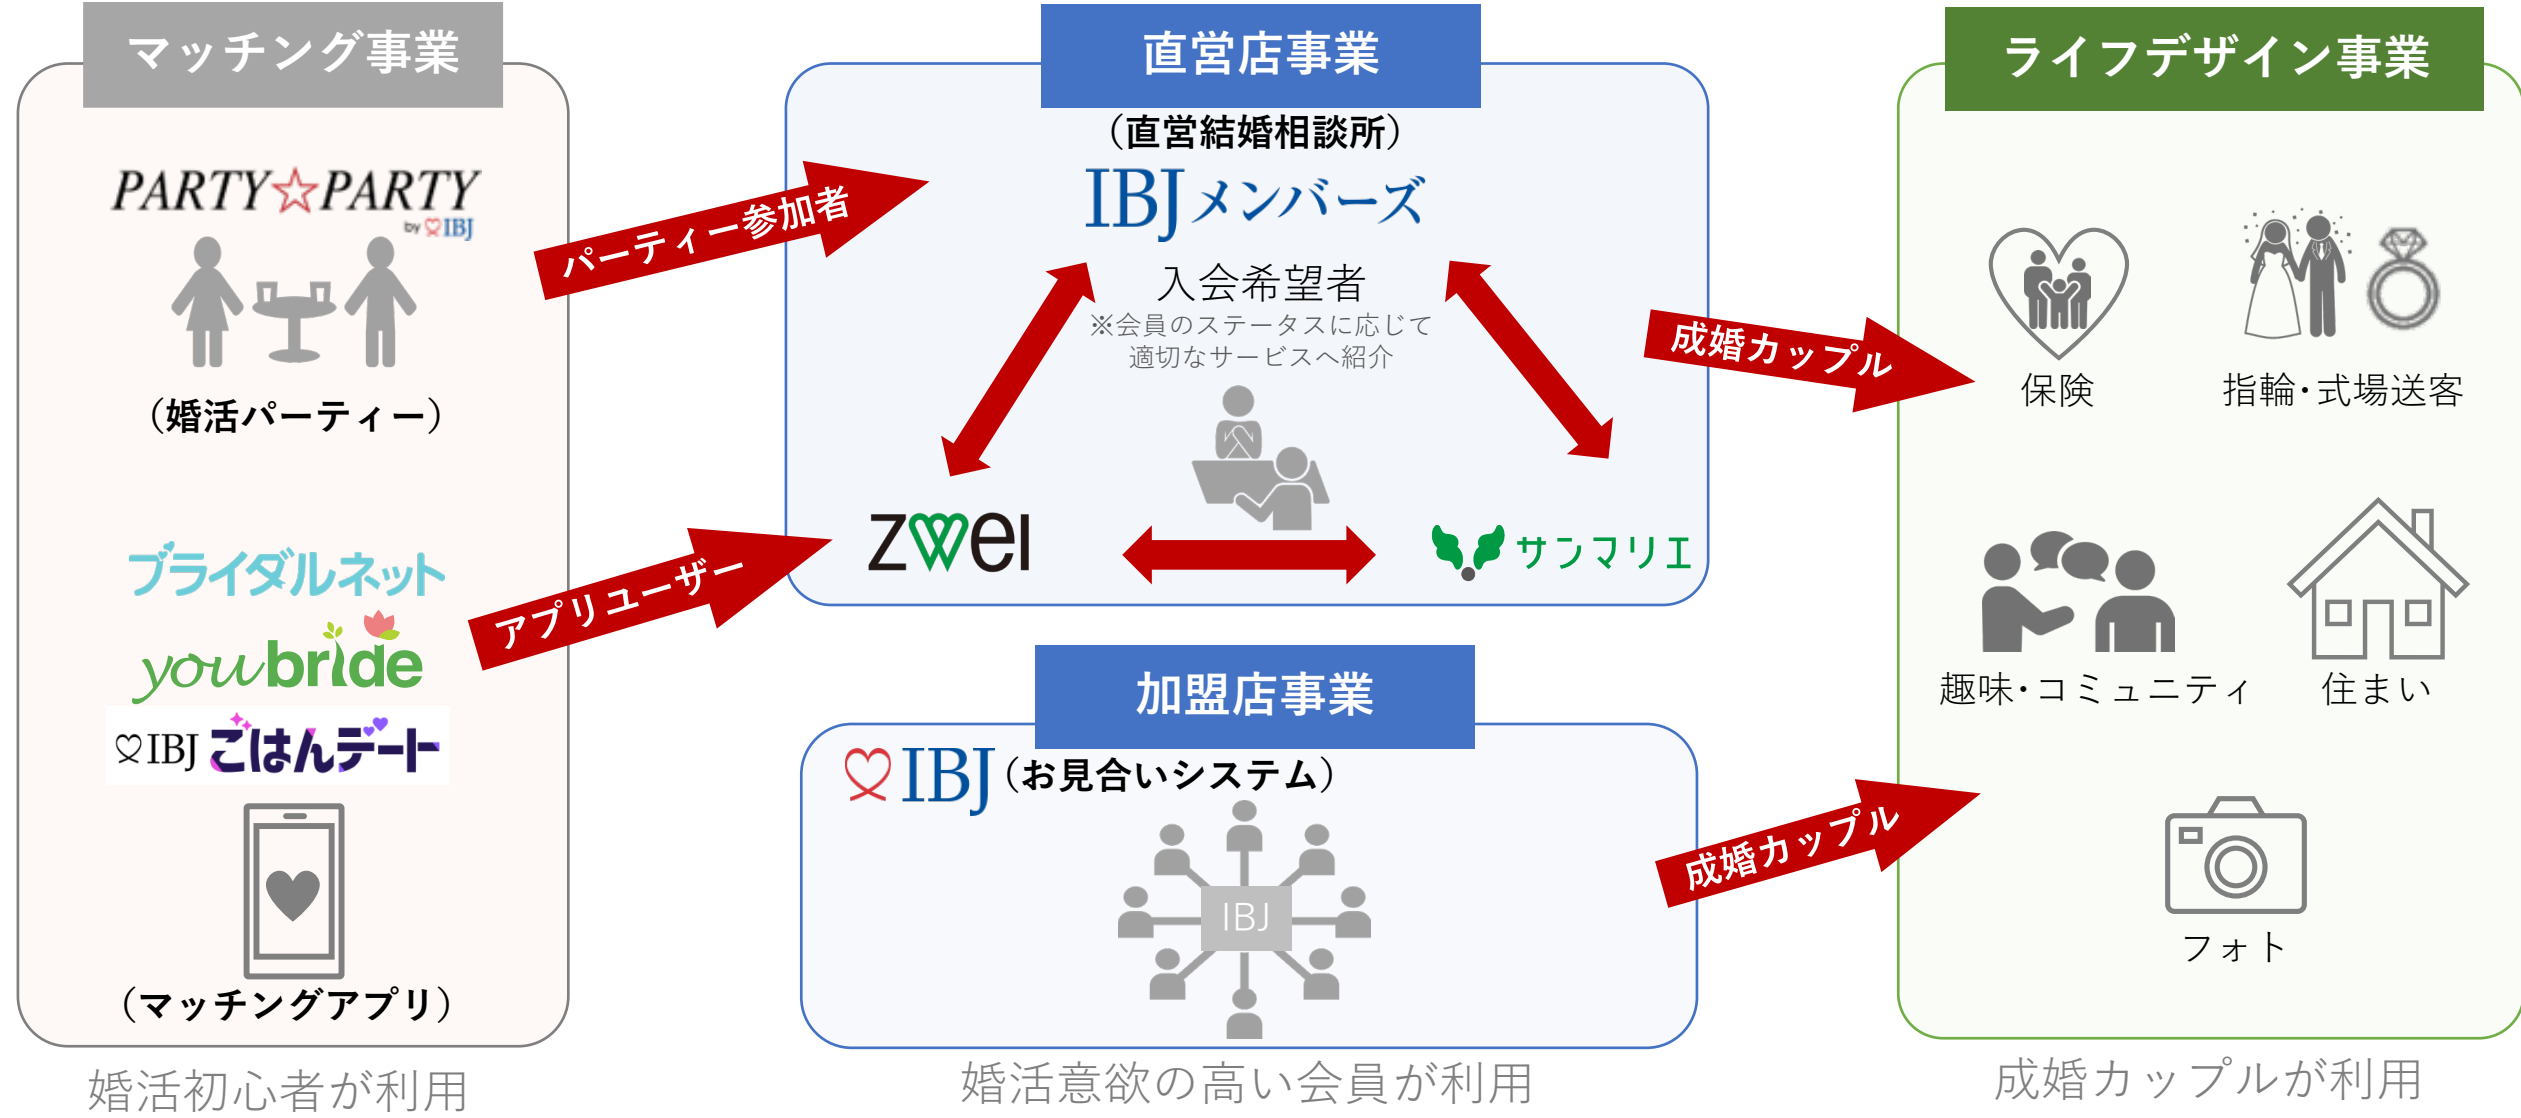 マッチング事業
PARTY☆PARTY
by IBJ
(婚活パーティー)
ブライダルネット
youbride
IBJ ごはんデート
(マッチングアプリ)
婚活初心者が利用
パーティー参加者
アプリユーザー
直営店事業
(直営結婚相談所)
IBJメンバーズ
入会希望者
※会員のステータスに応じて
適切なサービスへ紹介
zwei
サンマリエ
加盟店事業
IBJ (お見合いシステム)
IBJ
婚活意欲の高い会員が利用
成婚カップル
成婚カップル
ライフデザイン事業
保険
指輪・式場送客
趣味・コミュニティ
住まい
フォト
成婚カップルが利用